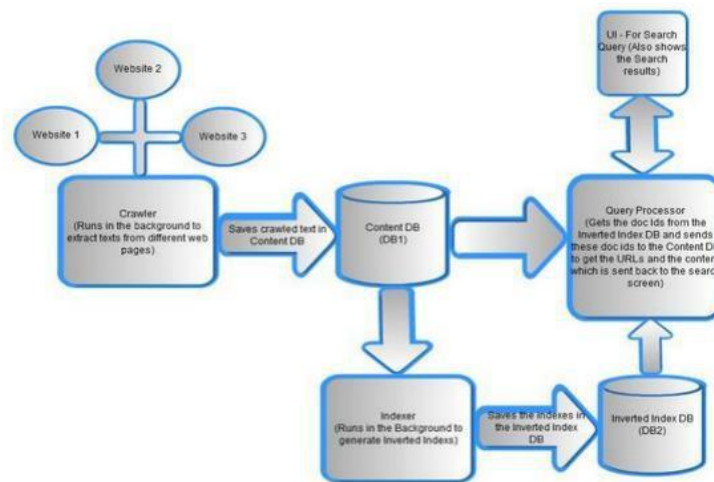 Website 2
Website 1
Website 3
UI - For Search
Query (Also shows
the Search
results)
Crawler
(Runs in the background to
extract texts from different web
pages)
Saves crawled text in
Content DB
Content DB
(DB1)
Query Processor
(Gets the doc ids from the
Inverted Index DB and sends
these doc ids to the Content DB
to get the URLs and the content
which is sent back to the search
screen)
Indexer
(Runs in the Background to
generate Inverted Indexs)
Saves the indexes in
the Inverted Index
DB
Inverted Index DB
(DB2)